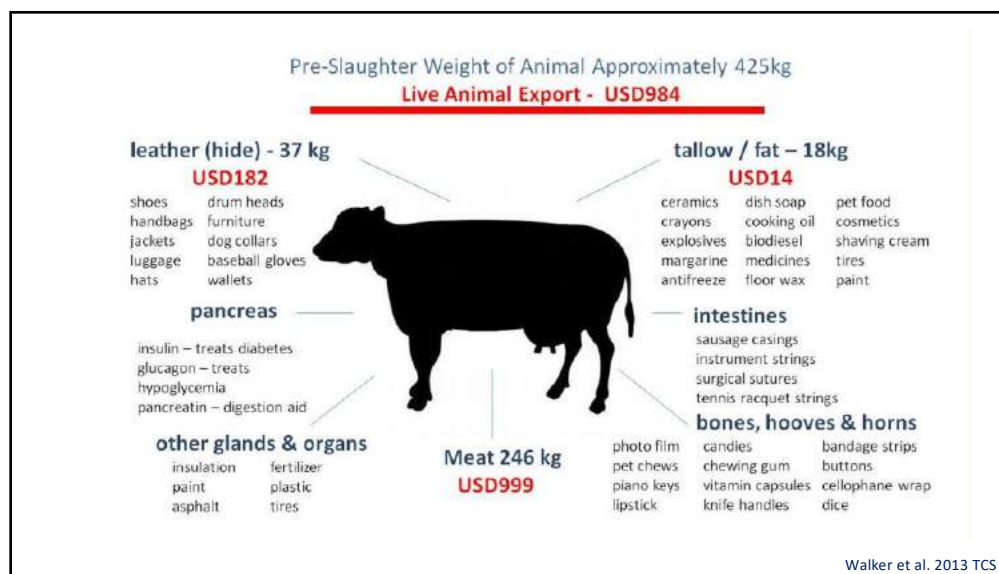 Pre-Slaughter Weight of Animal Approximately 425kg
Live Animal Export - USD984
leather (hide) - 37 kg
USD182
shoes drum heads
handbags furniture
jackets dog collars
luggage baseball gloves
hats wallets
tallow / fat – 18kg
USD14
ceramics dish soap pet food
crayons cooking oil cosmetics
explosives biodiesel shaving cream
margarine medicines tires
antifreeze floor wax paint
pancreas
insulin – treats diabetes
glucagon – treats
hypoglycemia
pancreatin – digestion aid
intestines
sausage casings
instrument strings
surgical sutures
tennis racquet strings
other glands & organs
insulation fertilizer
paint plastic
asphalt tires
Meat 246 kg
USD999
bones, hooves & horns
photo film candies bandage strips
pet chews chewing gum buttons
piano keys vitamin capsules cellophane wrap
lipstick knife handles dice
Walker et al. 2013 TCS